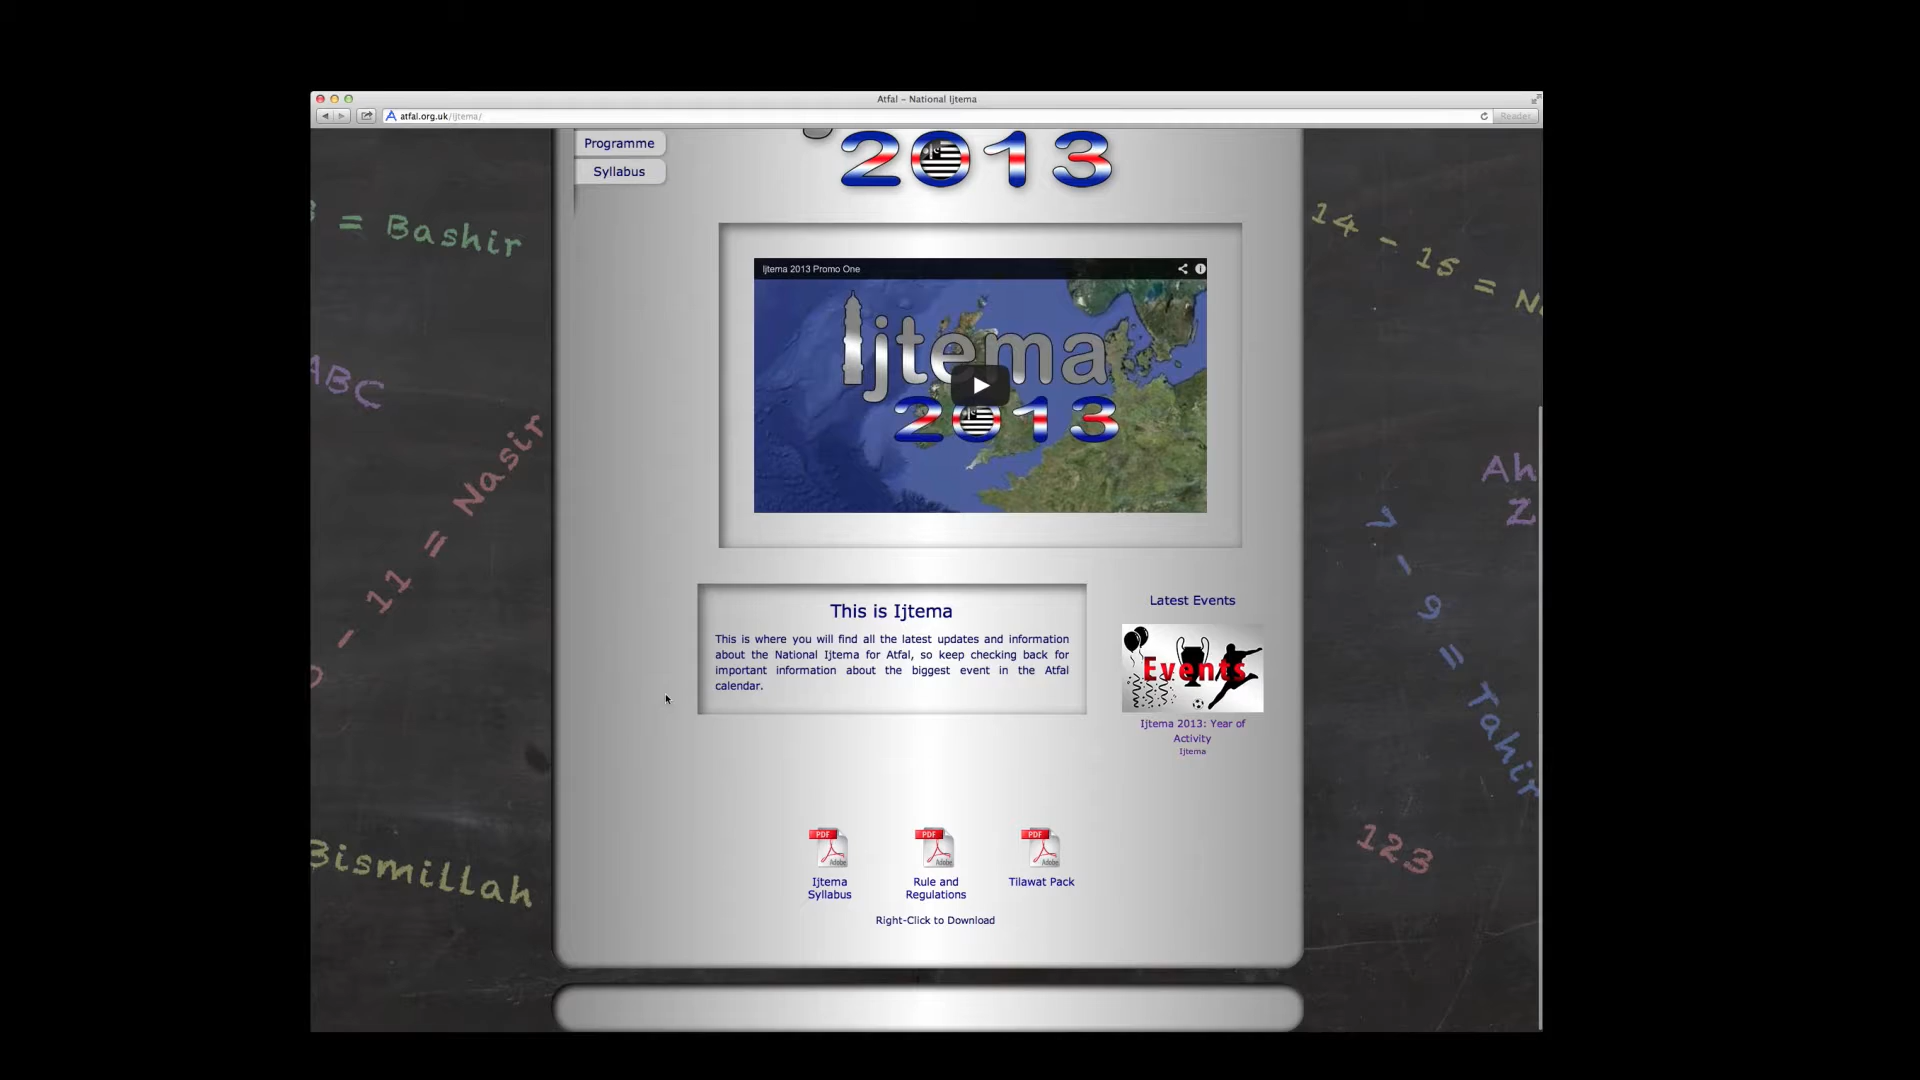 Atfal – National Ijtema
atfal.org.uk/ijtema/
Reader
Programme
2013
Syllabus
= Bashir
14 - 15 =
ABC
11 = Nasir
Bismillah
7 - 9 = Tahir
123
Ijtema 2013 Promo One
Ijtema
2013
This is Ijtema
This is where you will find all the latest updates and information
about the National Ijtema for Atfal, so keep checking back for
important information about the biggest event in the Atfal
calendar.
Latest Events
Events
Ijtema 2013: Year of
Activity
Ijtema
PDF
Adobe
PDF
Adobe
PDF
Adobe
Ijtema
Syllabus
Rule and
Regulations
Tilawat Pack
Right-Click to Download